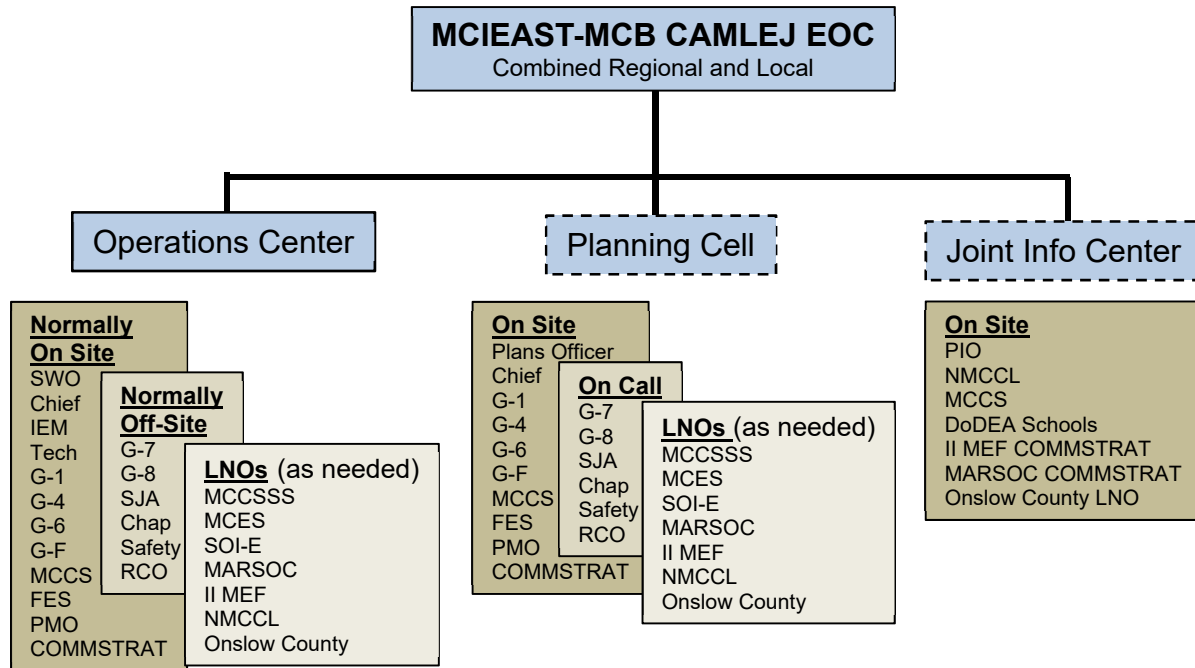 MCIEAST-MCB CAMLEJ EOC
Combined Regional and Local
Operations Center
Planning Cell
Joint Info Center
Normally
On Site
SWO
Chief
IEM
Tech
G-1
G-4
G-6
G-F
MCCS
FES
PMO
COMMSTRAT
Normally
Off-Site
G-7
G-8
SJA
Chap
Safety
RCO
LNOs (as needed)
MCCSSS
MCES
SOI-E
MARSOC
II MEF
NMCCL
Onslow County
On Site
Plans Officer
Chief
G-1
G-4
G-6
G-F
MCCS
FES
PMO
COMMSTRAT
On Call
G-7
G-8
SJA
Chap
Safety
RCO
LNOs (as needed)
MCCSSS
MCES
SOI-E
MARSOC
II MEF
NMCCL
Onslow County
On Site
PIO
NMCCL
MCCS
DoDEA Schools
II MEF COMMSTRAT
MARSOC COMMSTRAT
Onslow County LNO